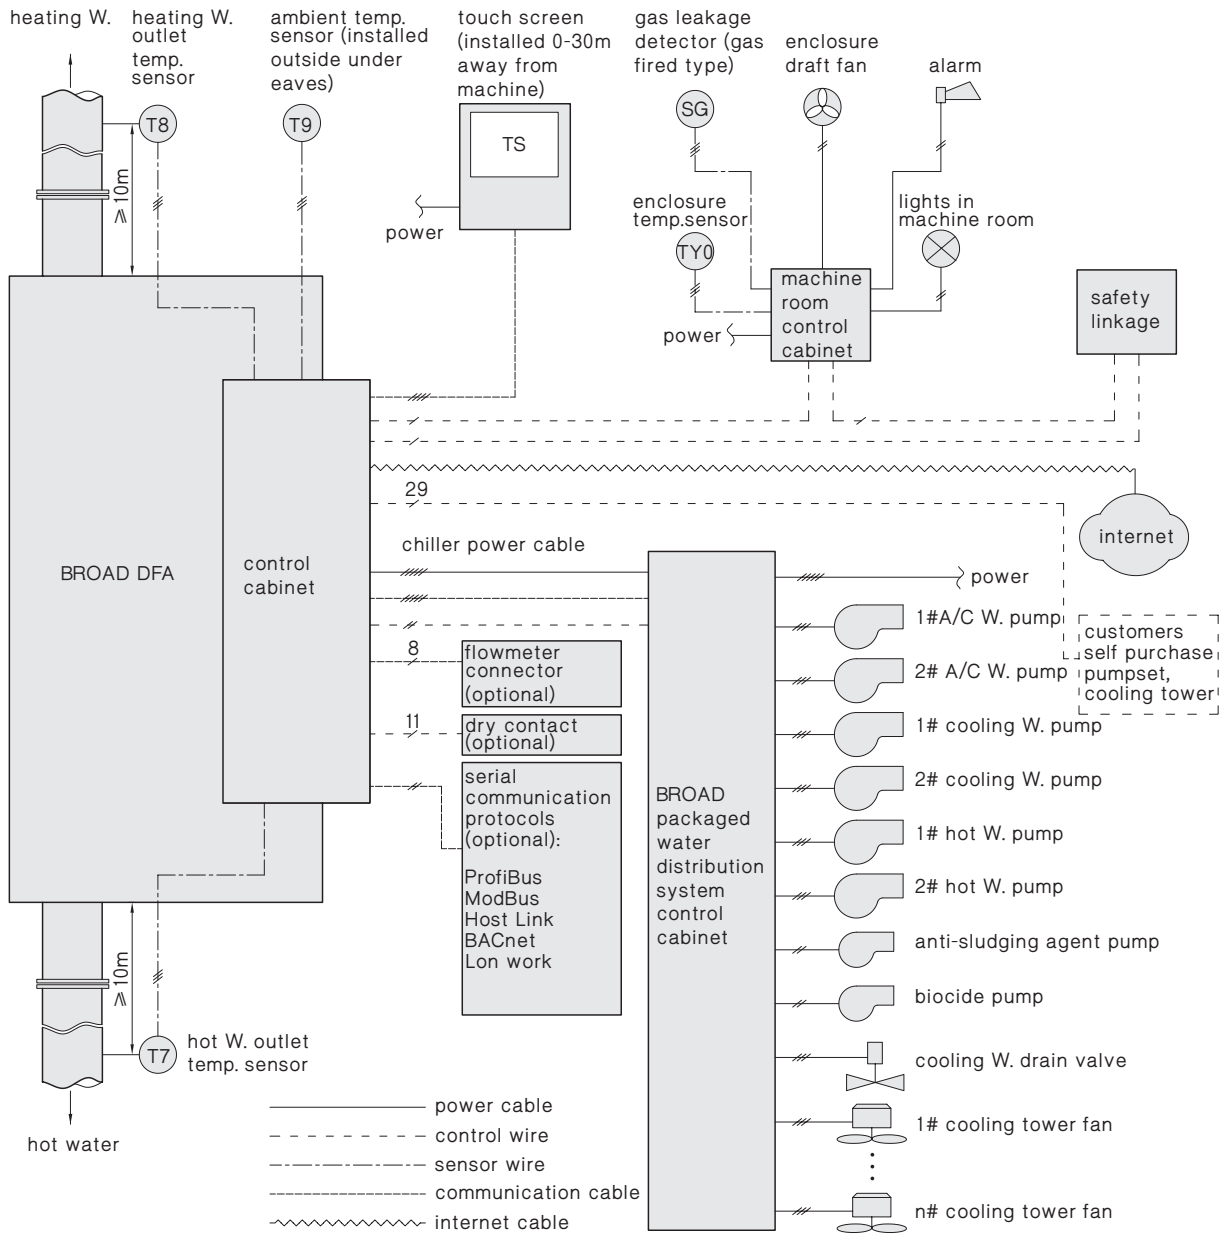 heating W.
heating W.
outlet
temp.
sensor
ambient temp.
sensor (installed
outside under
eaves)
touch screen
(installed 0-30m
away from
machine)
gas leakage
detector (gas
fired type)
enclosure
draft fan
alarm
T8
T9
TS
SG
≥10m
power
enclosure
temp.sensor
TY0
lights in
machine room
machine
room
control
cabinet
power
safety
linkage
29
internet
BROAD DFA
control
cabinet
chiller power cable
power
1#A/C W. pump
customers
self purchase
pumpset,
cooling tower
8
flowmeter
connector
(optional)
2# A/C W. pump
11
dry contact
(optional)
1# cooling W. pump
serial
communication
protocols
(optional):
ProfiBus
ModBus
Host Link
BACnet
Lon work
BROAD
packaged
water
distribution
system
control
cabinet
2# cooling W. pump
1# hot W. pump
2# hot W. pump
anti-sludging agent pump
biocide pump
cooling W. drain valve
1# cooling tower fan
n# cooling tower fan
≥10m
T7
hot W. outlet
temp. sensor
hot water
power cable
control wire
sensor wire
communication cable
internet cable